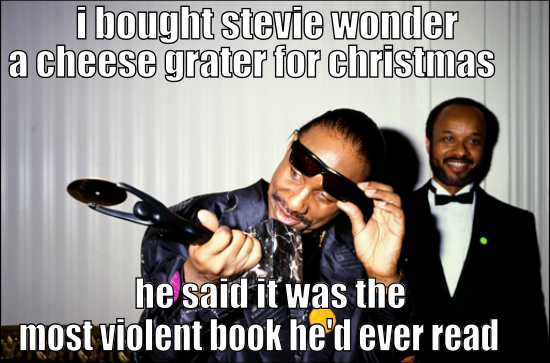 i bought stevie wonder
a cheese grater for christmas
he said it was the
most violent book he'd ever read